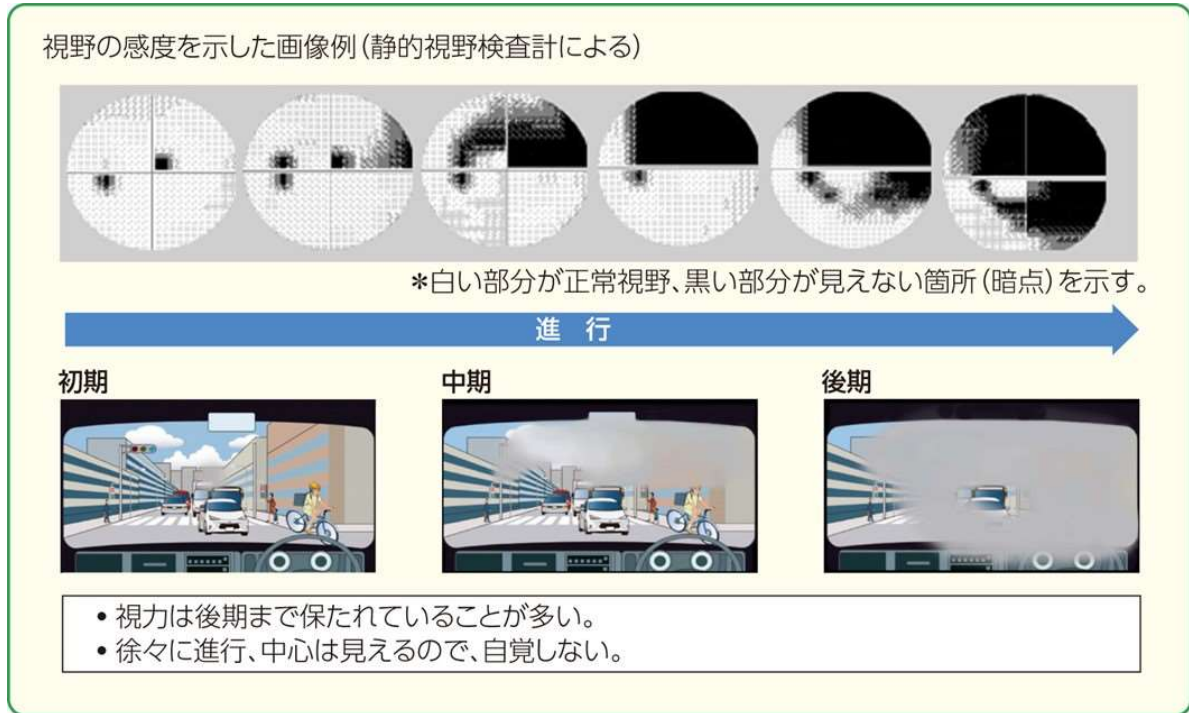 視野の感度を示した画像例(静的視野検査計による)
*白い部分が正常視野、黒い部分が見えない箇所(暗点)を示す。
進 行
初期
中期
後期
• 視力は後期まで保たれていることが多い。
• 徐々に進行、中心は見えるので、自覚しない。